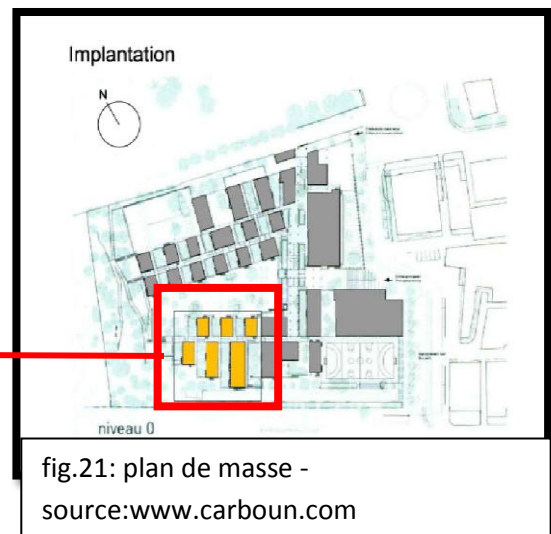 Implantation
N
niveau 0
fig.21: plan de masse -
source:www.carboun.com